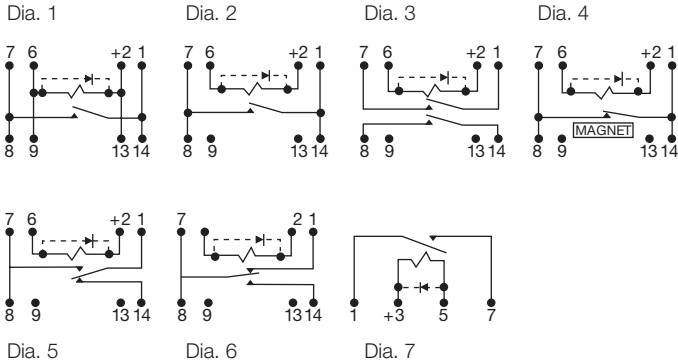 Dia. 1 Dia. 2 Dia. 3 Dia. 4
7 6 +2 1 7 6 +2 1 7 6 +2 1 7 6 +2 1
MAGNET
8 9 13 14 8 9 13 14 8 9 13 14 8 9 13 14
7 6 +2 1 7 2 1
8 9 13 14 8 9 13 14 1 +3 5 7
Dia. 5 Dia. 6 Dia. 7